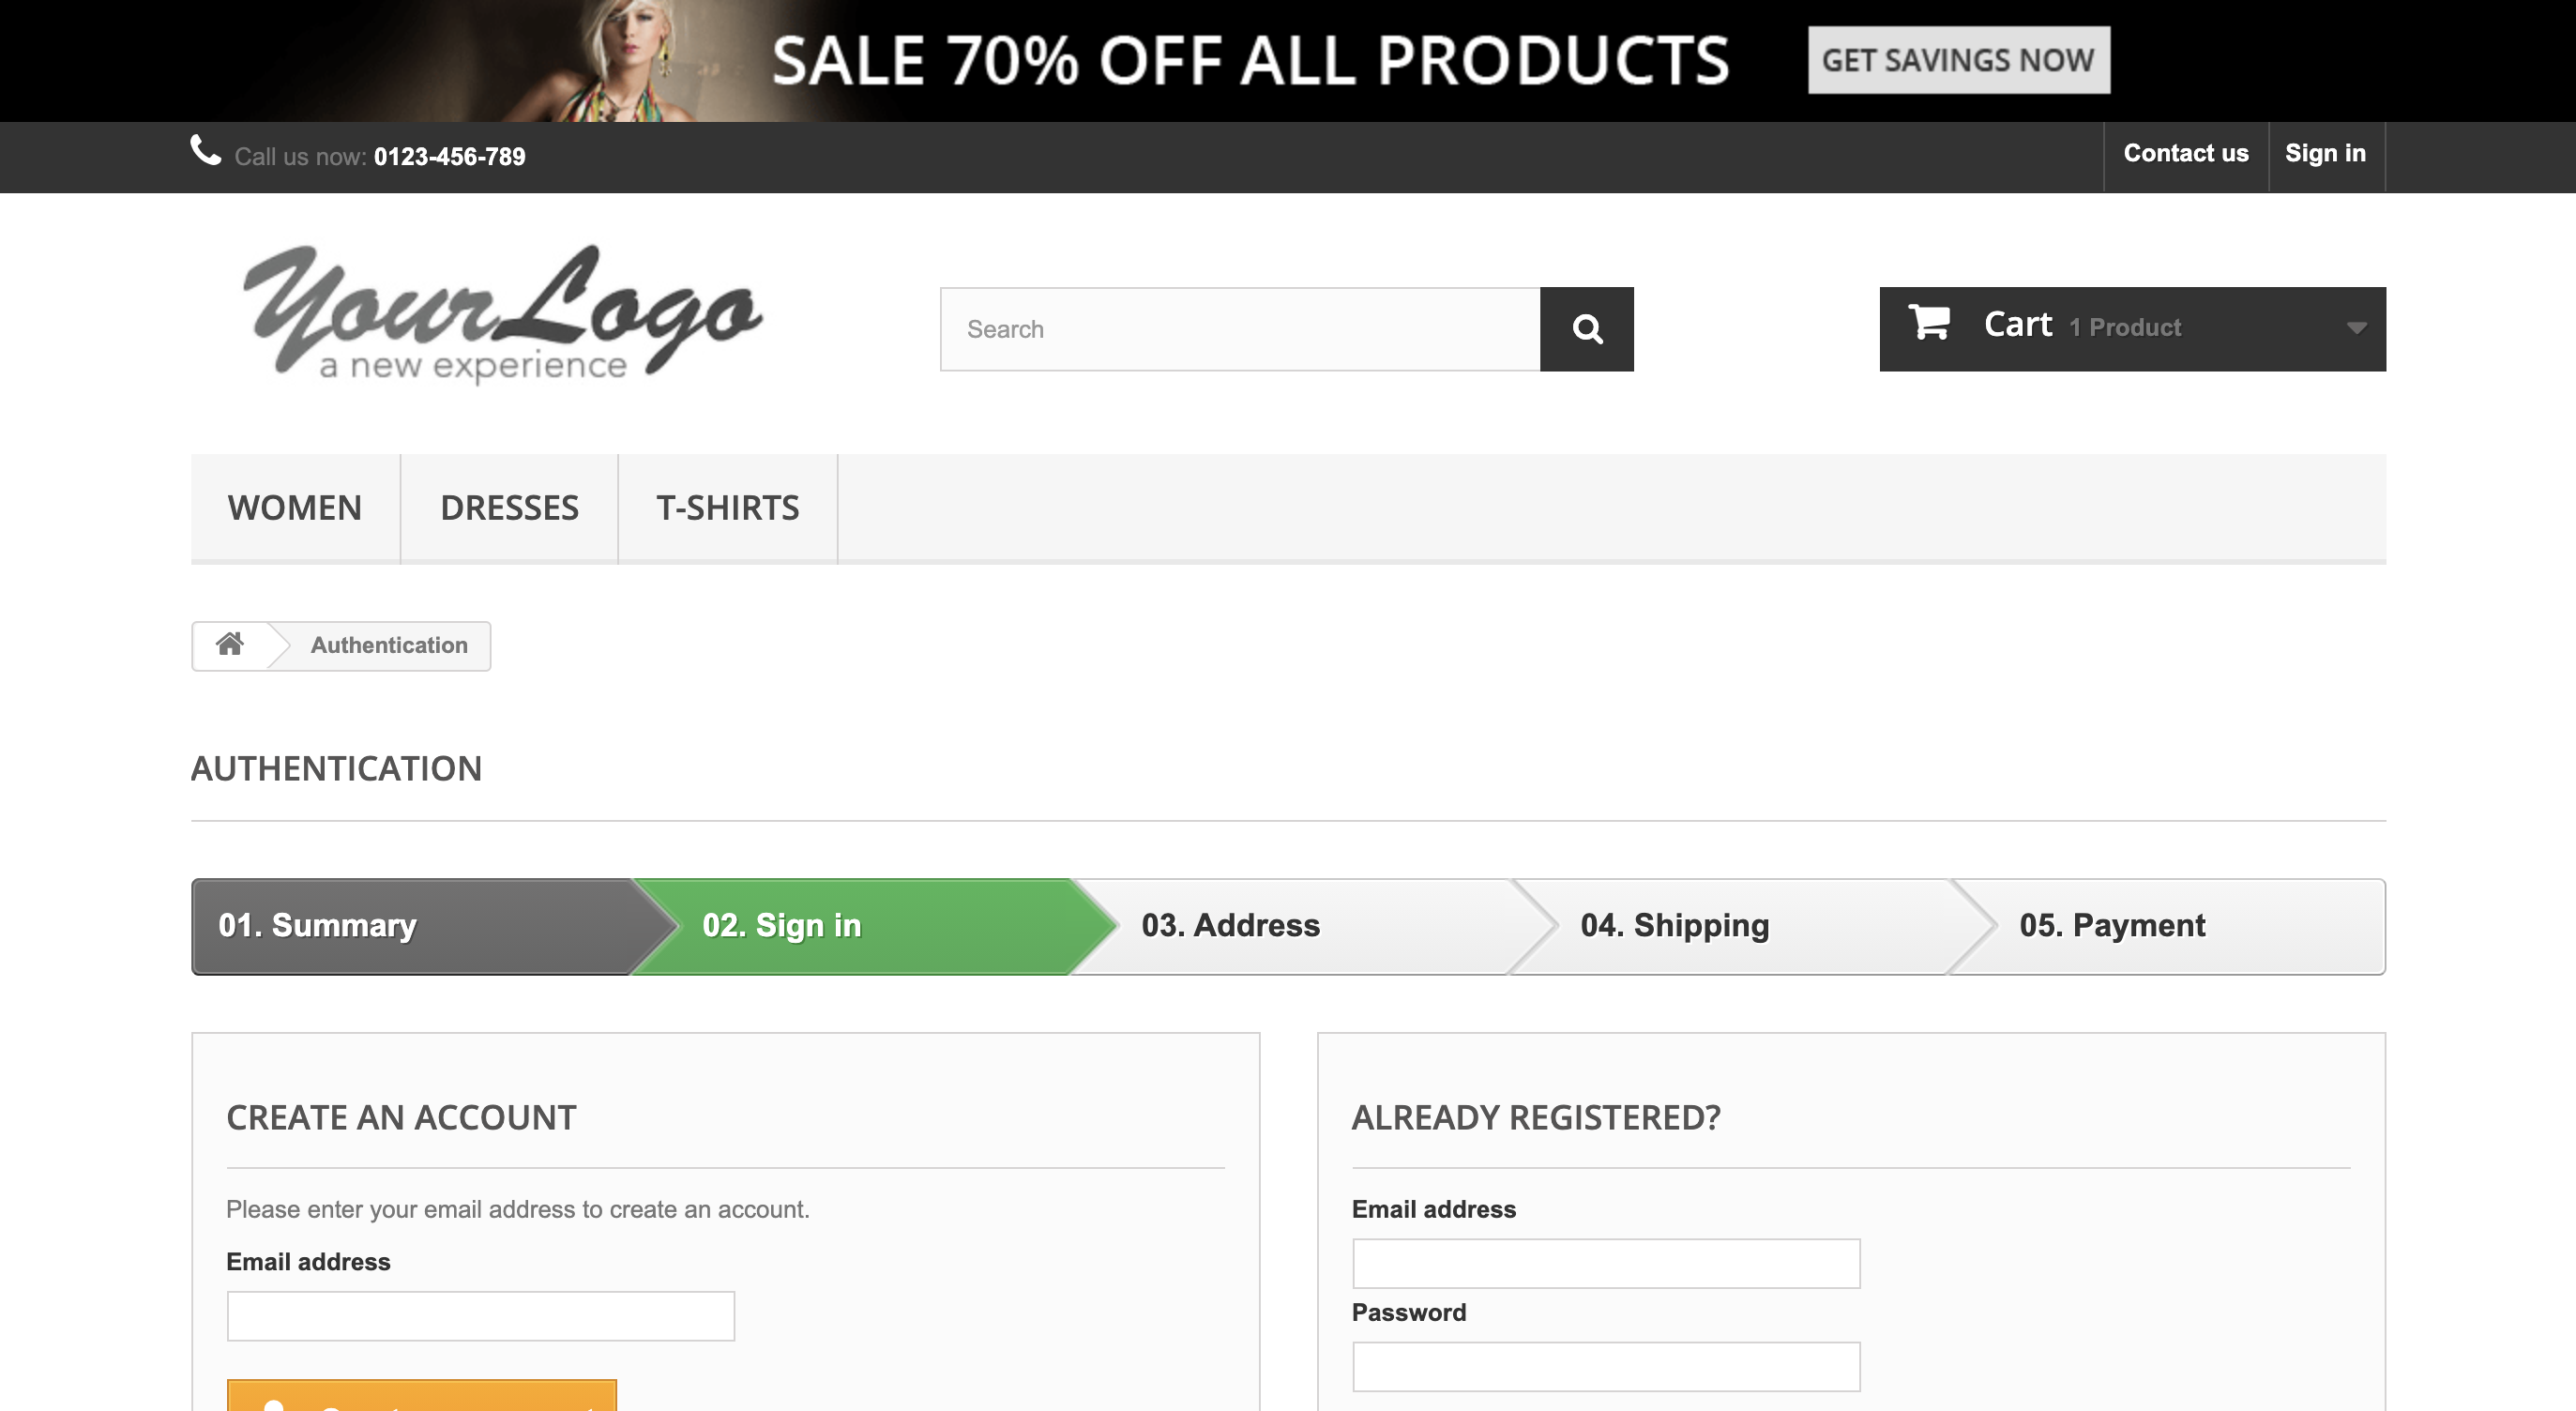 SALE 70% OFF ALL PRODUCTS GET SAVINGS NOW
Call us now: 0123-456-789 Contact us Sign in
YourLogo
a new experience
Search
Cart 1 Product
WOMEN DRESSES T-SHIRTS
Authentication
AUTHENTICATION
01. Summary 02. Sign in 03. Address 04. Shipping 05. Payment
CREATE AN ACCOUNT
Please enter your email address to create an account.
Email address
ALREADY REGISTERED?
Email address
Password